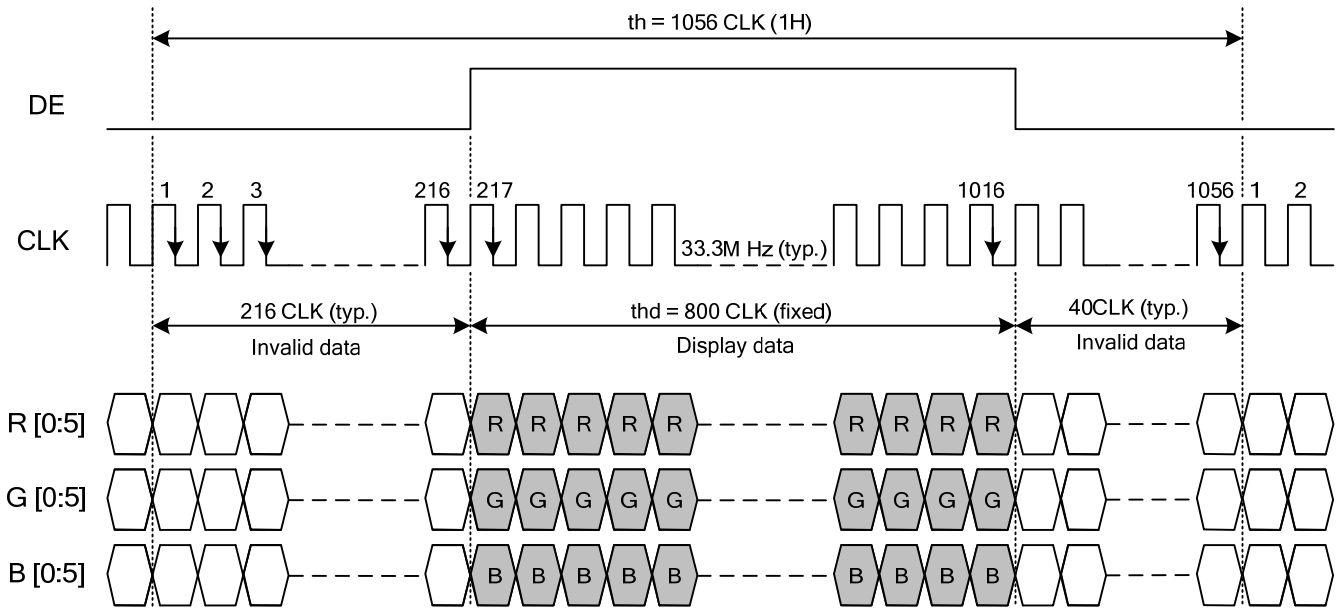 th = 1056 CLK (1H)
DE
1 2 3 216 217 1016 1056 1 2
CLK
33.3M Hz (typ.)
216 CLK (typ.) thd = 800 CLK (fixed) 40CLK (typ.)
Invalid data Display data Invalid data
R [0:5] R R R R R R R R R
G [0:5] G G G G G G G G G
B [0:5] B B B B B B B B B